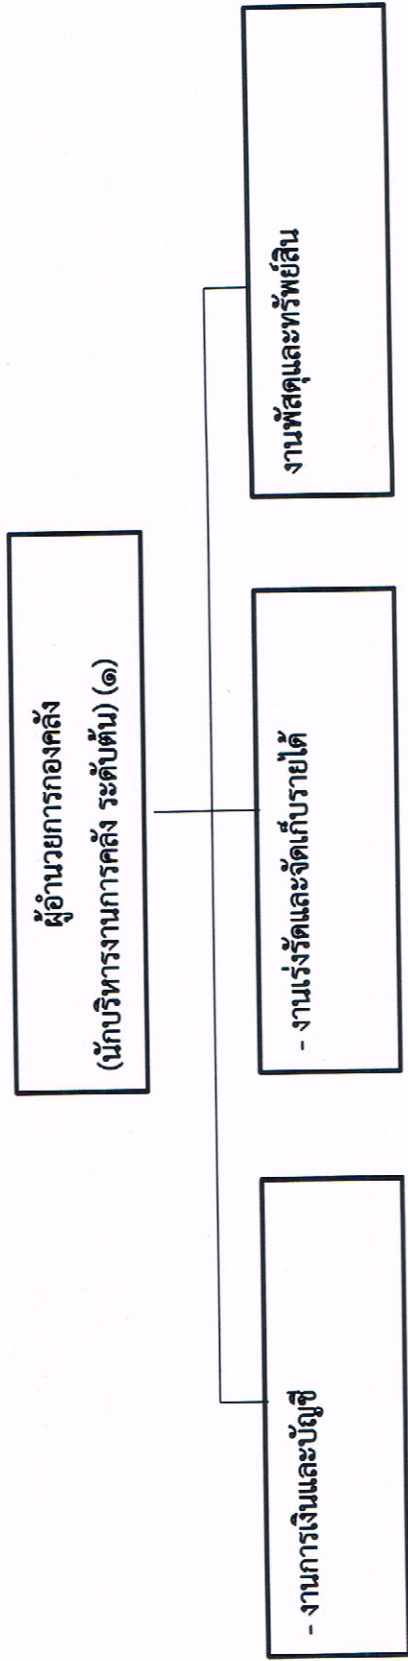 ผู้อำนวยการกองคลัง
(นักบริหารงานการคลัง ระดับต้น) (๑)
- งานการเงินและบัญชี
- งานเร่งรัดและจัดเก็บรายได้
งานพัสดุและทรัพย์สิน